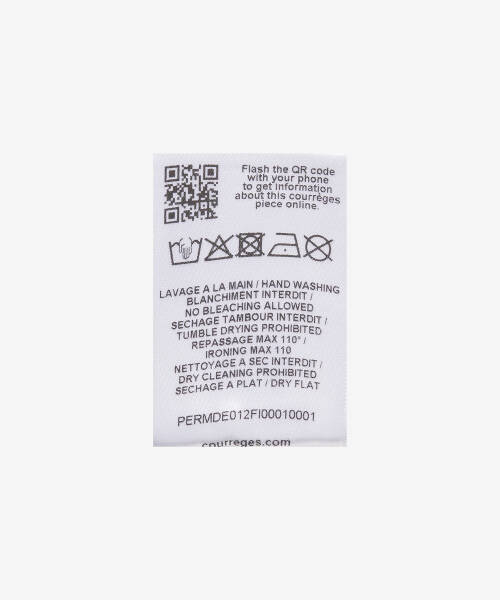 Flash the QR code
with your phone
to get information
about this courrèges
piece online.
LAVAGE A LA MAIN / HAND WASHING
BLANCHIMENT INTERDIT /
NO BLEACHING ALLOWED
SECHAGE TAMBOUR INTERDIT /
TUMBLE DRYING PROHIBITED
REPASSAGE MAX 110° /
IRONING MAX 110
NETTOYAGE A SEC INTERDIT /
DRY CLEANING PROHIBITED
SECHAGE A PLAT / DRY FLAT
PERMDE012FI00010001
courreges.com